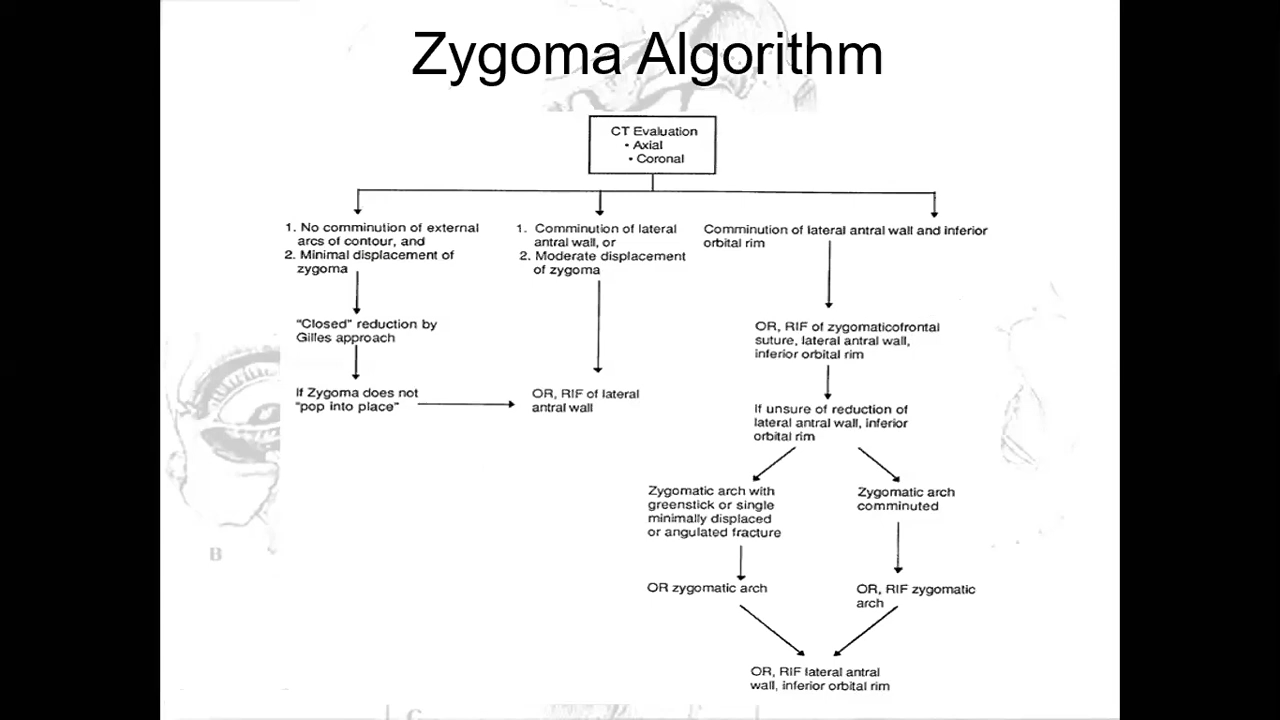 Zygoma Algorithm
CT Evaluation
• Axial
• Coronal
1. No comminution of external
arcs of contour, and
2. Minimal displacement of
zygoma
1. Comminution of lateral
antral wall, or
2. Moderate displacement
of zygoma
Comminution of lateral antral wall and inferior
orbital rim
"Closed" reduction by
Gilles approach
If Zygoma does not
"pop into place"
OR, RIF of lateral
antral wall
OR, RIF of zygomaticofrontal
suture, lateral antral wall,
inferior orbital rim
If unsure of reduction of
lateral antral wall, inferior
orbital rim
Zygomatic arch with
greenstick or single
minimally displaced
or angulated fracture
Zygomatic arch
comminuted
OR zygomatic arch
OR, RIF zygomatic
arch
OR, RIF lateral antral
wall, inferior orbital rim
B
C